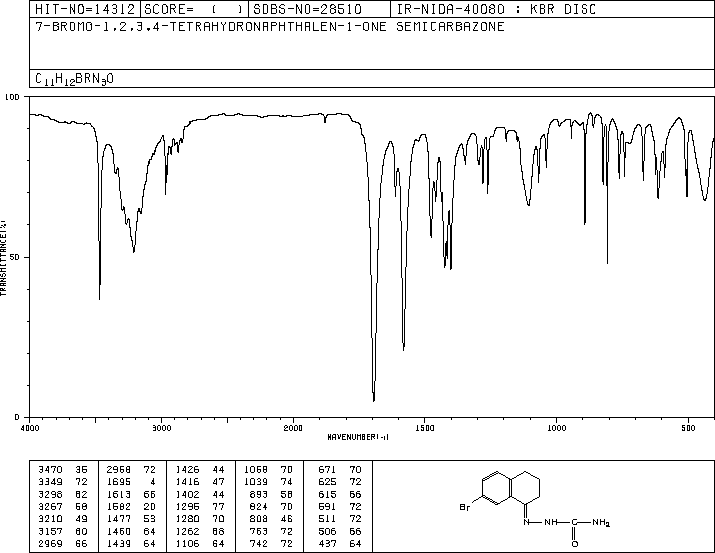 HIT-NO=14312 SCORE= ( ) SDBS-NO=28510 IR-NIDA-40080 : KBR DISC
7-BROMO-1,2,3,4-TETRAHYDRONAPHTHALEN-1-ONE SEMICARBAZONE
C11H12BRN3O
100
TRANSMITTANCE(%)
50
0
4000 3000 2000 1500 1000 500
WAVENUMBER(-1)
3470 36 2958 72 1426 44 1068 70 671 70
3349 72 1695 4 1416 47 1039 74 625 72
3298 62 1613 66 1402 44 893 58 615 66
3267 58 1582 20 1295 77 824 70 591 72
3210 49 1477 53 1280 70 808 46 511 72
3157 60 1460 64 1262 68 763 72 506 66
2969 66 1439 64 1106 64 742 72 437 64
Br
N NH C NH2
O